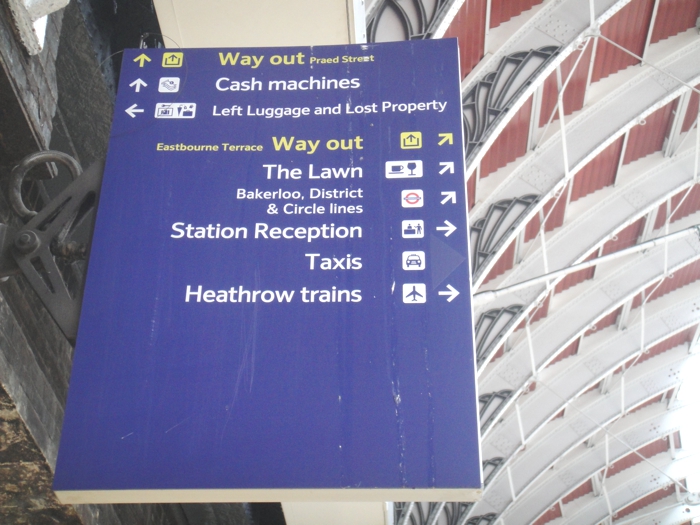 Way out Praed Street
Cash machines
Left Luggage and Lost Property
Eastbourne Terrace Way out
The Lawn
Bakerloo, District
& Circle lines
Station Reception
Taxis
Heathrow trains